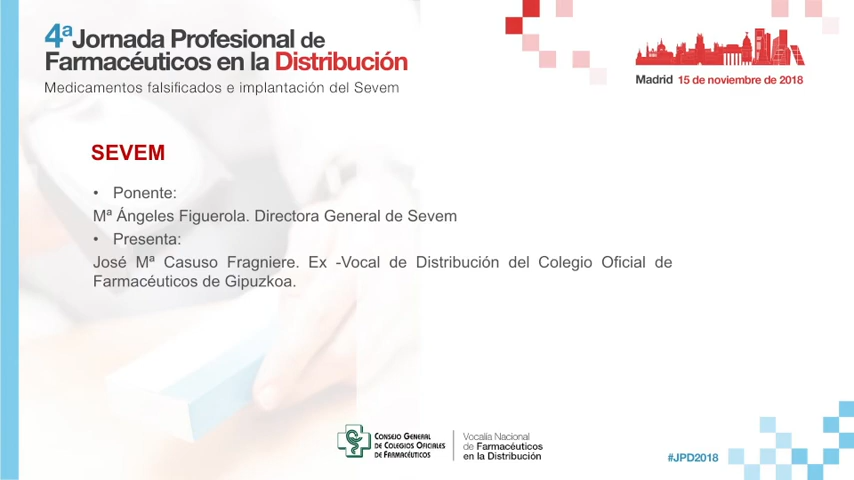 4ª Jornada Profesional de
Farmacéuticos en la Distribución
Medicamentos falsificados e implantación del Sevem
Madrid 15 de noviembre de 2018
SEVEM
• Ponente:
Mª Ángeles Figuerola. Directora General de Sevem
• Presenta:
José Mª Casuso Fragniere. Ex -Vocal de Distribución del Colegio Oficial de
Farmacéuticos de Gipuzkoa.
Consejo General
de Colegios Oficiales
de Farmacéuticos
Vocalía Nacional
de Farmacéuticos
en la Distribución
#JPD2018